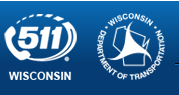 511
WISCONSIN
WISCONSIN
DEPARTMENT OF TRANSPORTATION